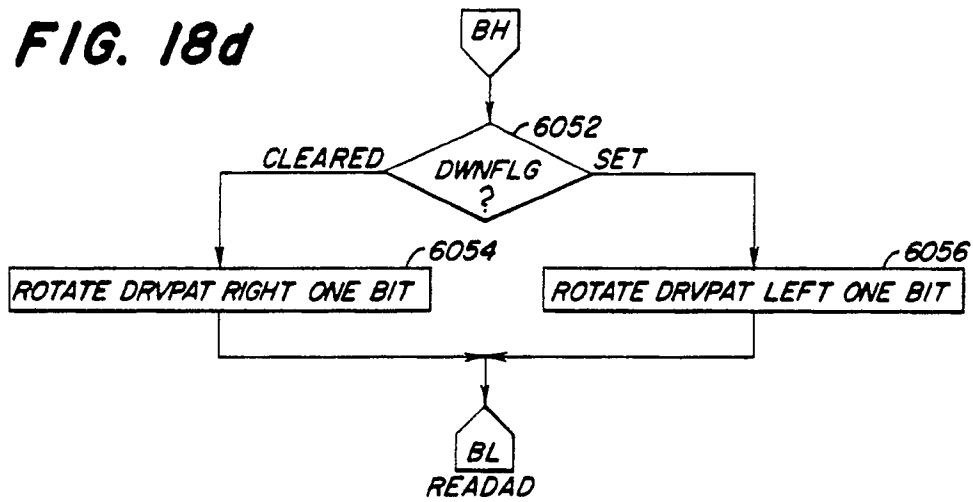 FIG. 18d
BH
6052
CLEARED
DWNFLG
?
SET
6054
ROTATE DRVPAT RIGHT ONE BIT
6056
ROTATE DRVPAT LEFT ONE BIT
BL
READAD